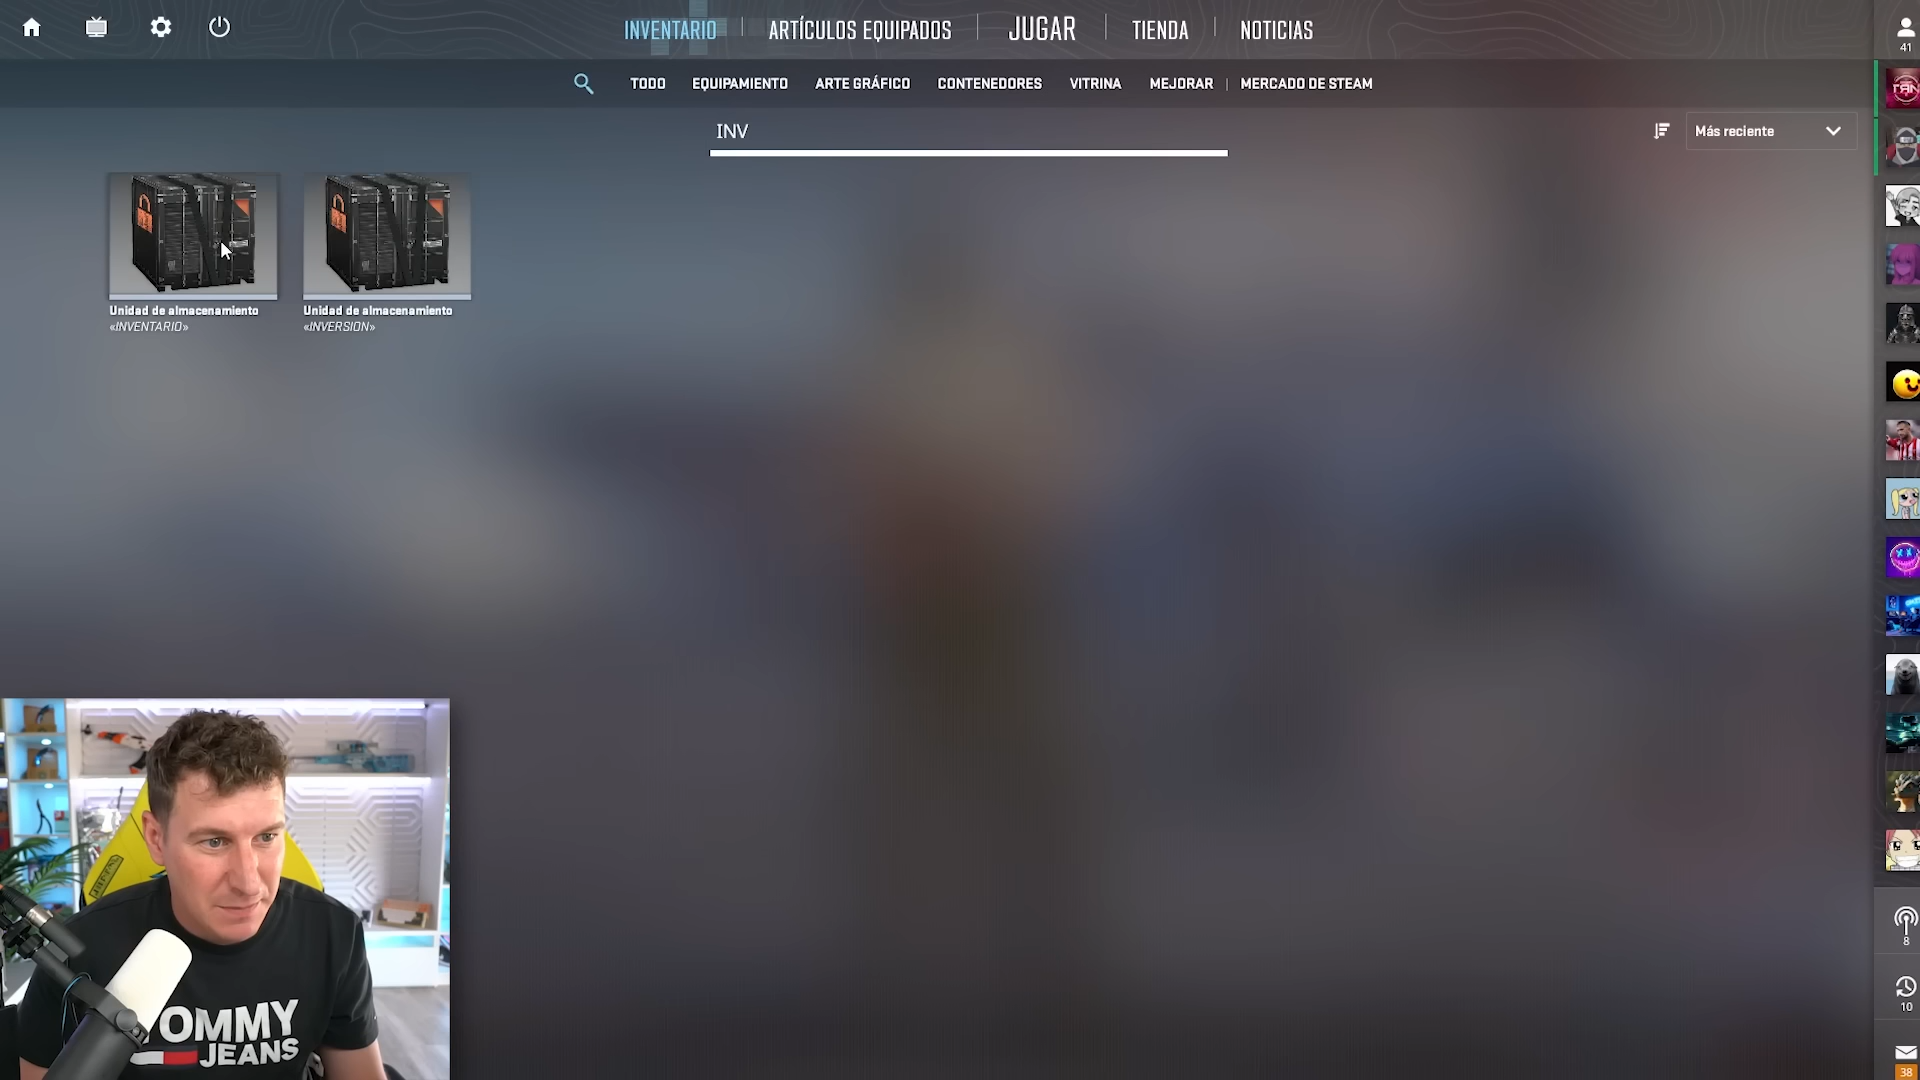 INVENTARIO
ARTÍCULOS EQUIPADOS
JUGAR
TIENDA
NOTICIAS
41
TODO
EQUIPAMIENTO
ARTE GRÁFICO
CONTENEDORES
VITRINA
MEJORAR
MERCADO DE STEAM
INV
Más reciente
Unidad de almacenamiento
«INVENTARIO»
Unidad de almacenamiento
«INVERSION»
TOMMY
JEANS
8
10
38